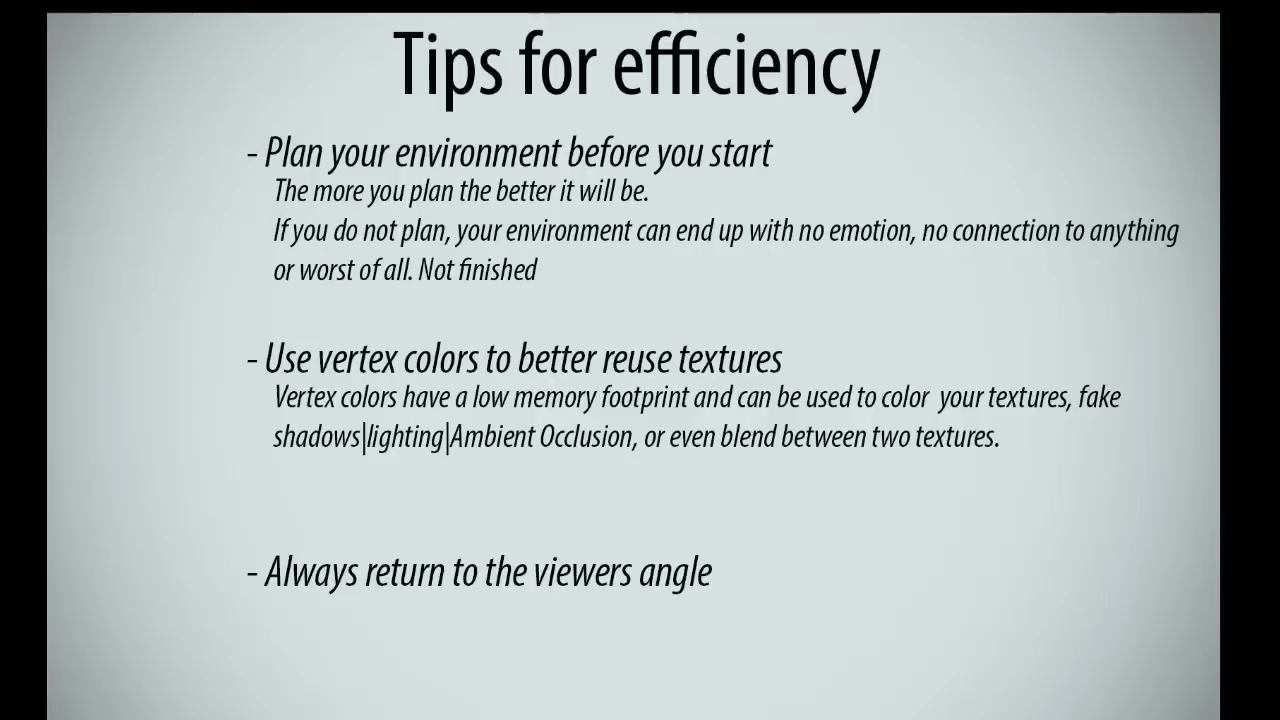 Tips for efficiency
- Plan your environment before you start
The more you plan the better it will be.
If you do not plan, your environment can end up with no emotion, no connection to anything
or worst of all. Not finished
- Use vertex colors to better reuse textures
Vertex colors have a low memory footprint and can be used to color  your textures, fake
shadows|lighting|Ambient Occlusion, or even blend between two textures.
- Always return to the viewers angle